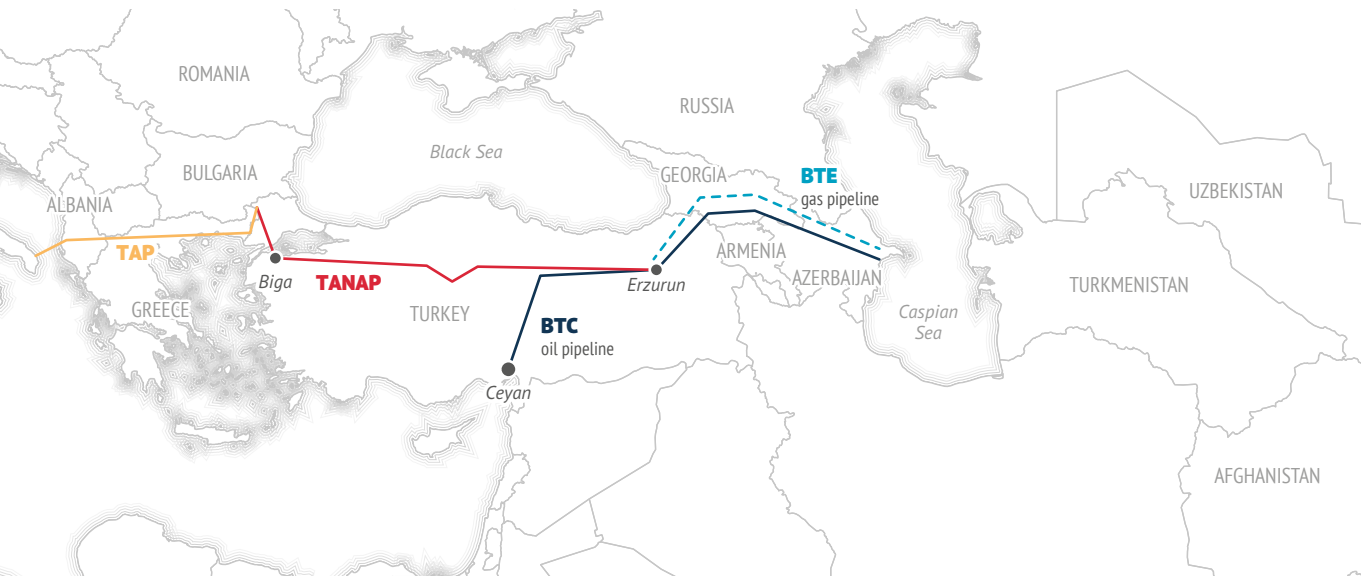 ROMANIA
RUSSIA
Black Sea
BULGARIA
GEORGIA
BTE
gas pipeline
UZBEKISTAN
ALBANIA
TAP
ARMENIA
Biga
TANAP
Erzurun
AZERBAIJAN
TURKMENISTAN
GREECE
TURKEY
Caspian
Sea
BTC
oil pipeline
Ceyan
AFGHANISTAN